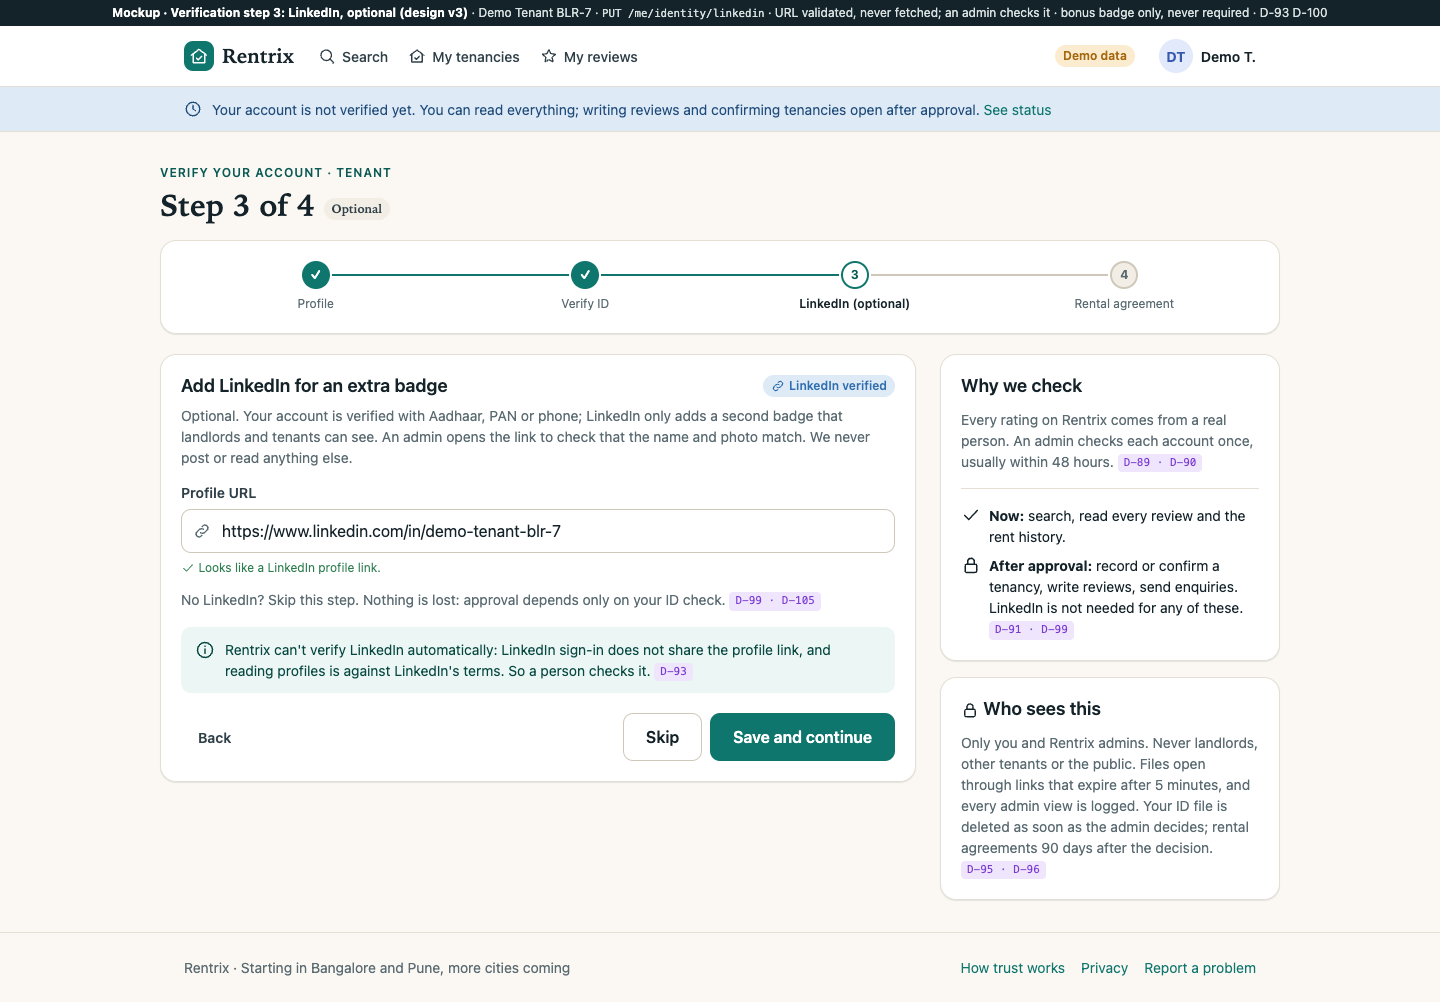 Mockup · Verification step 3: LinkedIn, optional (design v3) · Demo Tenant BLR-7 · PUT /me/identity/linkedin · URL validated, never fetched; an admin checks it · bonus badge only, never required · D-93 D-100
Rentrix
Search
My tenancies
My reviews
Demo data
DT
Demo T.
Your account is not verified yet. You can read everything; writing reviews and confirming tenancies open after approval. See status
VERIFY YOUR ACCOUNT · TENANT
Step 3 of 4
Optional
3
4
Profile
Verify ID
LinkedIn (optional)
Rental agreement
Add LinkedIn for an extra badge
LinkedIn verified
Optional. Your account is verified with Aadhaar, PAN or phone; LinkedIn only adds a second badge that
landlords and tenants can see. An admin opens the link to check that the name and photo match. We never
post or read anything else.
Profile URL
https://www.linkedin.com/in/demo-tenant-blr-7
Looks like a LinkedIn profile link.
No LinkedIn? Skip this step. Nothing is lost: approval depends only on your ID check. D-99 · D-105
Rentrix can't verify LinkedIn automatically: LinkedIn sign-in does not share the profile link, and
reading profiles is against LinkedIn's terms. So a person checks it. D-93
Back
Skip
Save and continue
Why we check
Every rating on Rentrix comes from a real
person. An admin checks each account once,
usually within 48 hours. D-89 · D-90
Now: search, read every review and the
rent history.
After approval: record or confirm a
tenancy, write reviews, send enquiries.
LinkedIn is not needed for any of these.
D-91 · D-99
Who sees this
Only you and Rentrix admins. Never landlords,
other tenants or the public. Files open
through links that expire after 5 minutes, and
every admin view is logged. Your ID file is
deleted as soon as the admin decides; rental
agreements 90 days after the decision.
D-95 · D-96
Rentrix · Starting in Bangalore and Pune, more cities coming
How trust works
Privacy
Report a problem